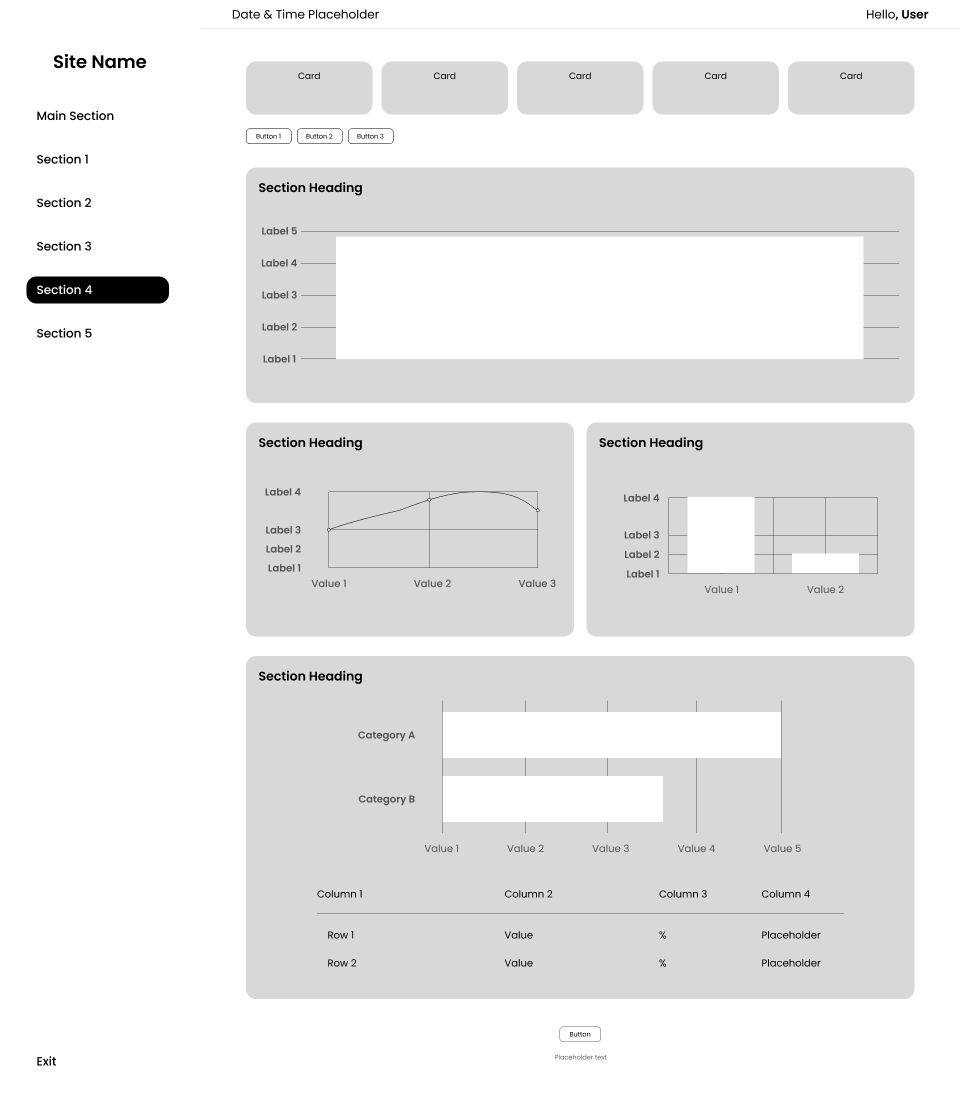 Date & Time Placeholder
Hello, User
Site Name
Main Section
Section 1
Section 2
Section 3
Section 4
Section 5
Exit
Card
Card
Card
Card
Card
Button 1
Button 2
Button 3
Section Heading
Label 5
Label 4
Label 3
Label 2
Label 1
Section Heading
Label 4
Label 3
Label 2
Label 1
Value 1
Value 2
Value 3
Section Heading
Label 4
Label 3
Label 2
Label 1
Value 1
Value 2
Section Heading
Category A
Category B
Value 1
Value 2
Value 3
Value 4
Value 5
Column 1 Column 2 Column 3 Column 4
Row 1 Value % Placeholder
Row 2 Value % Placeholder
Button
Placeholder text